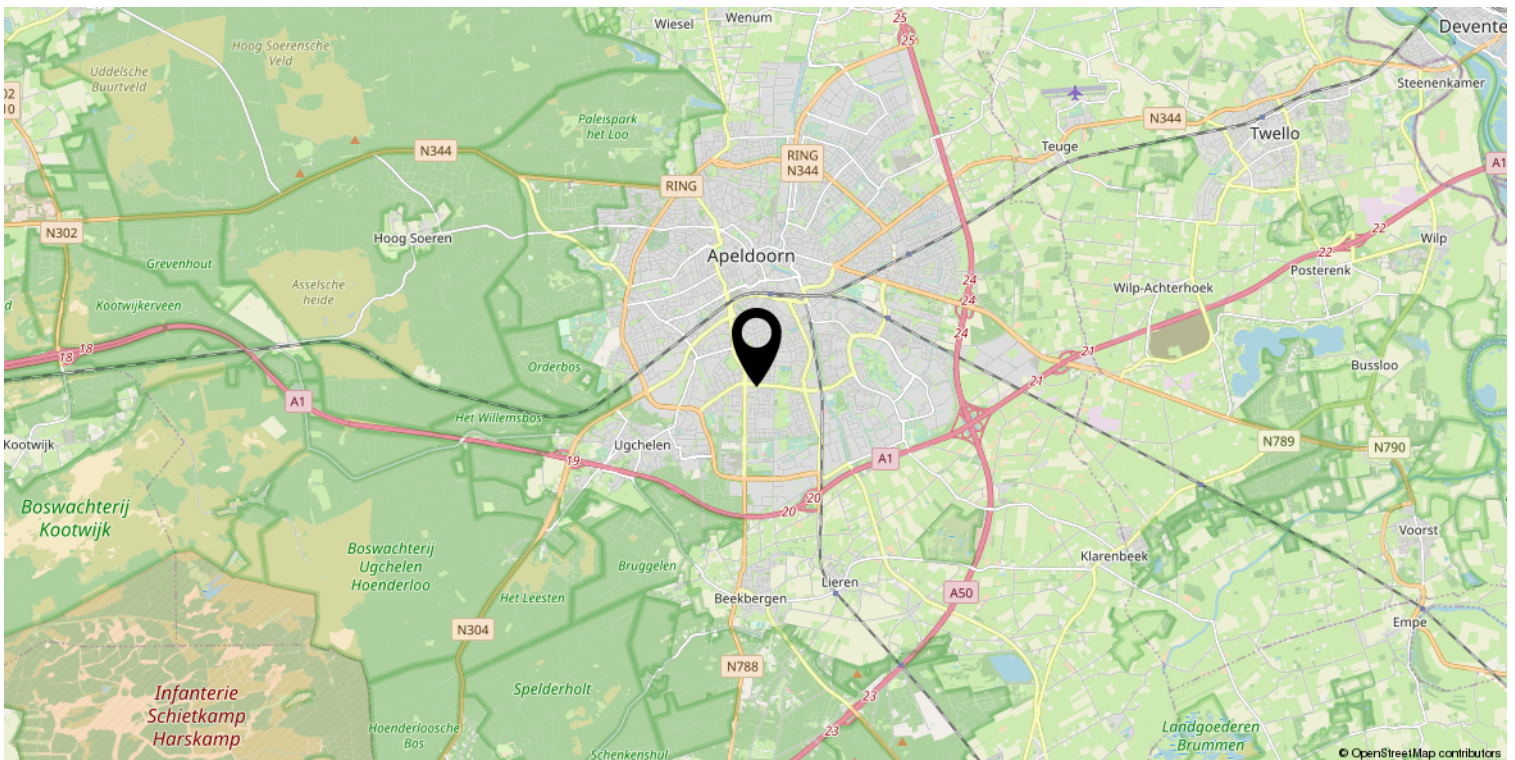 Wiesel
Wenum
25
25
Devente
Hoog Soerensche
Veld
Uddelsche
Buurtveld
Steenenkamer
02
10
Paleispark
het Loo
N344
Twello
Teuge
N344
RING
N344
A1
RING
N302
Hoog Soeren
22
22
Wilp
Apeldoorn
Grevenhout
Posterenk
Asselsche
heide
24
24
24
Wilp-Achterhoek
d
Kootwijkerveen
18
18
21
21
Orderbos
Bussloo
A1
Het Willemsbos
Kootwijk
Ugchelen
19
A1
N789
N790
20
20
Boswachterij
Kootwijk
Voorst
Boswachterij
Ugchelen
Hoenderloo
Klarenbeek
Bruggelen
Lieren
Het Leesten
Beekbergen
A50
Empe
N304
N788
Infanterie
Schietkamp
Harskamp
Spelderholt
23
23
Hoenderloosche
Bos
Landgoederen
Brummen
Schenkenshul
© OpenStreetMap contributors